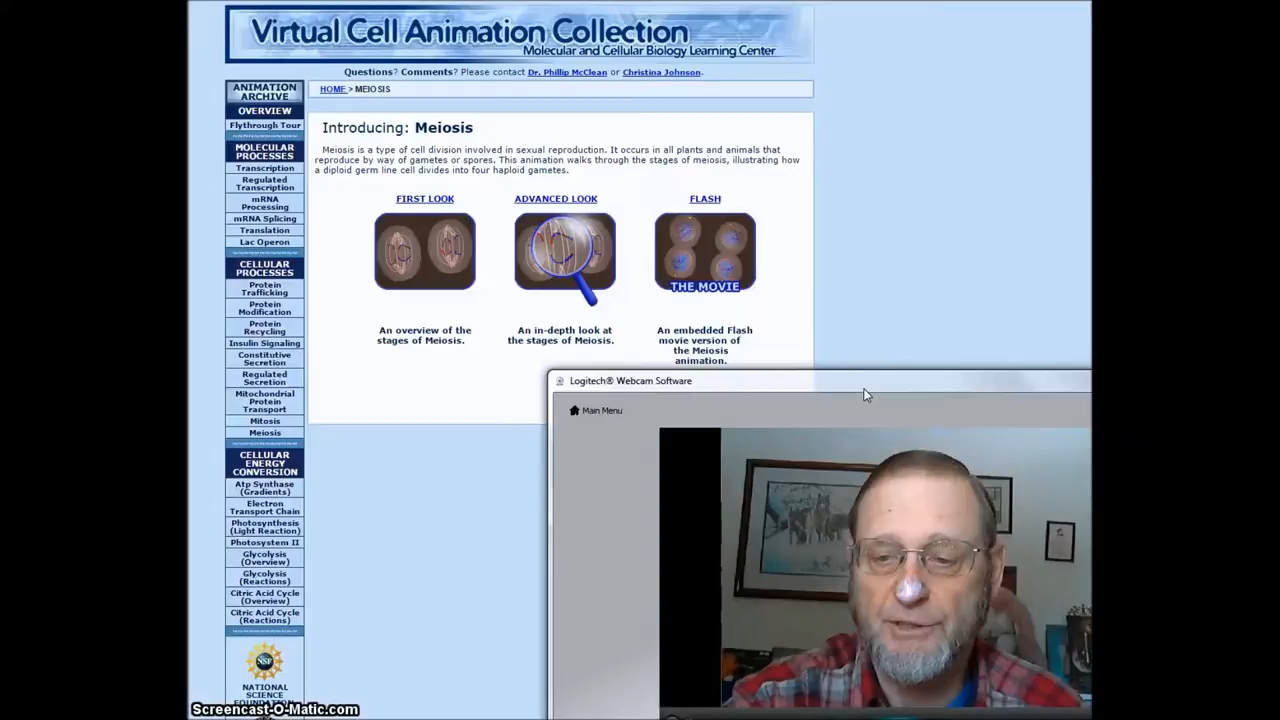 Virtual Cell Animation Collection
Molecular and Cellular Biology Learning Center
Questions? Comments? Please contact Dr. Phillip McClean or Christina Johnson.
ANIMATION
ARCHIVE
OVERVIEW
Flythrough Tour
MOLECULAR
PROCESSES
Transcription
Regulated
Transcription
mRNA
Processing
mRNA Splicing
Translation
Lac Operon
CELLULAR
PROCESSES
Protein
Trafficking
Protein
Modification
Protein
Recycling
Insulin Signaling
Constitutive
Secretion
Regulated
Secretion
Mitochondrial
Protein
Transport
Mitosis
Meiosis
CELLULAR
ENERGY
CONVERSION
Atp Synthase
(Gradients)
Electron
Transport Chain
Photosynthesis
(Light Reaction)
Photosystem II
Glycolysis
(Overview)
Glycolysis
(Reactions)
Citric Acid Cycle
(Overview)
Citric Acid Cycle
(Reactions)
NSF
NATIONAL
SCIENCE
HOME > MEIOSIS
Introducing: Meiosis
Meiosis is a type of cell division involved in sexual reproduction. It occurs in all plants and animals that
reproduce by way of gametes or spores. This animation walks through the stages of meiosis, illustrating how
a diploid germ line cell divides into four haploid gametes.
FIRST LOOK
An overview of the
stages of Meiosis.
ADVANCED LOOK
An in-depth look at
the stages of Meiosis.
FLASH
THE MOVIE
An embedded Flash
movie version of
the Meiosis
animation.
Logitech® Webcam Software
Main Menu
Screencast-O-Matic.com